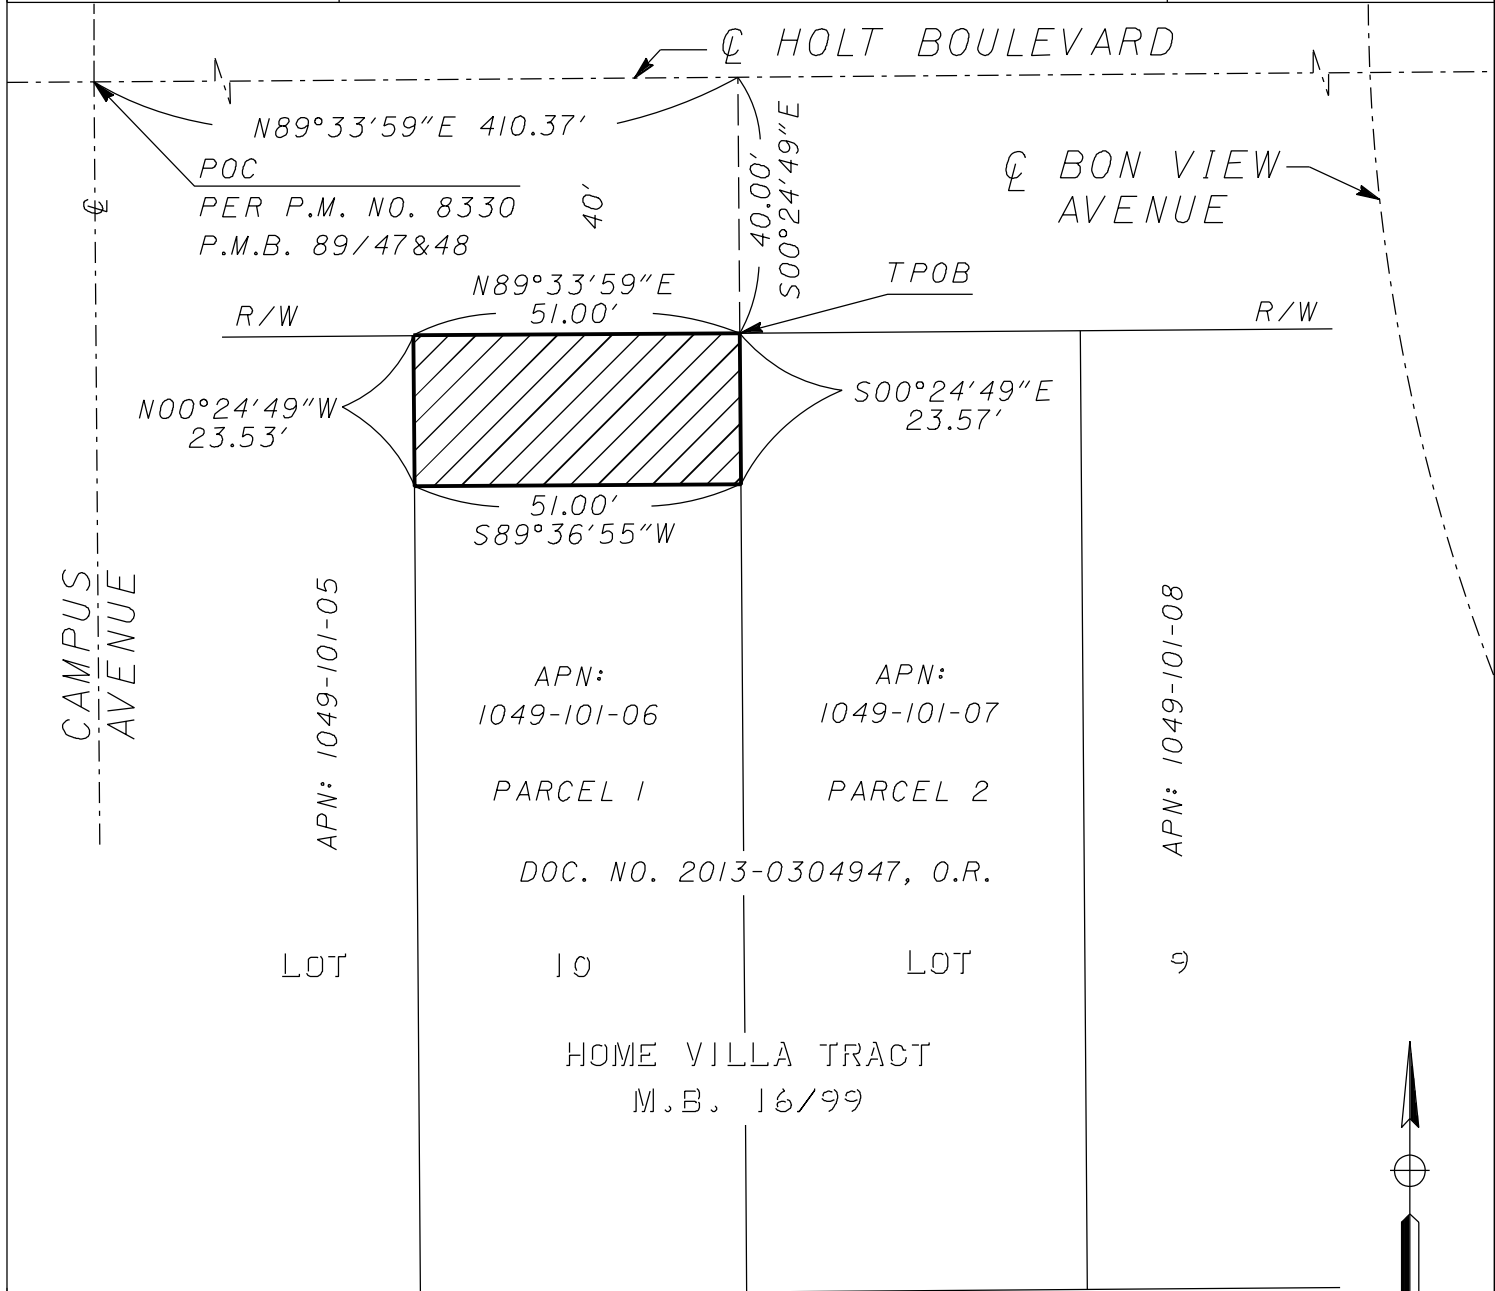 ℄ HOLT BOULEVARD
N89°33'59"E 410.37'
POC
PER P.M. NO. 8330
P.M.B. 89/47&48
℄
40'
40.00'
S00°24'49"E
℄ BON VIEW
AVENUE
N89°33'59"E
51.00'
TPOB
R/W
R/W
N00°24'49"W
23.53'
S00°24'49"E
23.57'
51.00'
S89°36'55"W
CAMPUS
AVENUE
APN: 1049-101-05
APN:
1049-101-06
APN:
1049-101-07
APN: 1049-101-08
PARCEL 1
PARCEL 2
DOC. NO. 2013-0304947, O.R.
LOT 10
LOT 9
HOME VILLA TRACT
M.B. 16/99